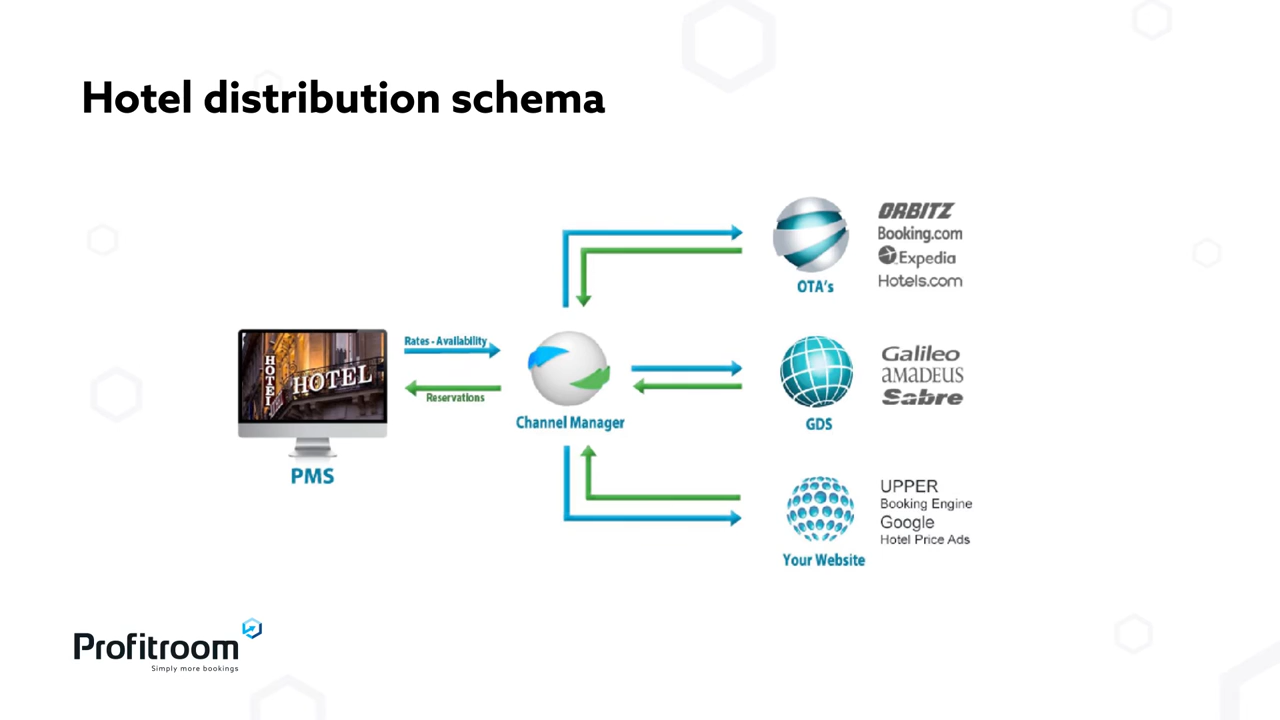 Hotel distribution schema
ORBITZ
Booking.com
Expedia
Hotels.com
OTA's
Rates - Availability
Reservations
HOTEL
HOTEL
PMS
Channel Manager
Galileo
AMADEUS
Sabre
GDS
UPPER
Booking Engine
Google
Hotel Price Ads
Your Website
Profitroom
Simply more bookings